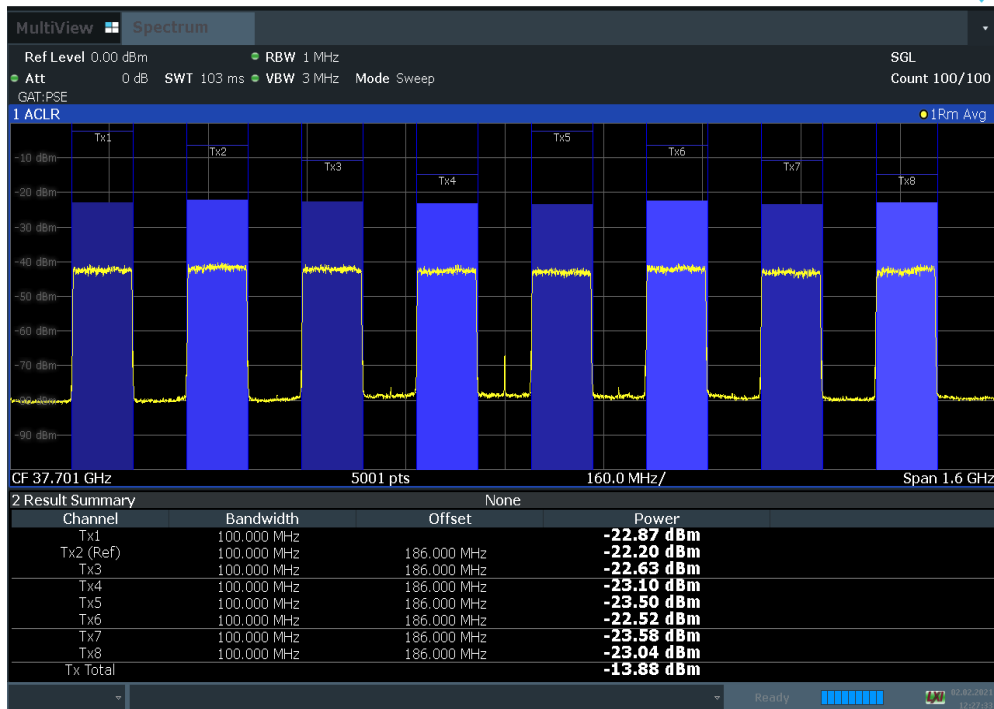 MultiView Spectrum
Ref Level 0.00 dBm RBW 1 MHz SGL
Att 0 dB SWT 103 ms VBW 3 MHz Mode Sweep Count 100/100
GAT:PSE
1 ACLR 1Rm Avg
Tx1 Tx5
Tx2 Tx6
-10 dBm
Tx3 Tx7
Tx4 Tx8
-20 dBm
-30 dBm
-40 dBm
-50 dBm
-60 dBm
-70 dBm
-80 dBm
-90 dBm
CF 37.701 GHz 5001 pts 160.0 MHz/ Span 1.6 GHz
2 Result Summary None
Channel Bandwidth Offset Power
Tx1 100.000 MHz -22.87 dBm
Tx2 (Ref) 100.000 MHz 186.000 MHz -22.20 dBm
Tx3 100.000 MHz 186.000 MHz -22.63 dBm
Tx4 100.000 MHz 186.000 MHz -23.10 dBm
Tx5 100.000 MHz 186.000 MHz -23.50 dBm
Tx6 100.000 MHz 186.000 MHz -22.52 dBm
Tx7 100.000 MHz 186.000 MHz -23.58 dBm
Tx8 100.000 MHz 186.000 MHz -23.04 dBm
Tx Total -13.88 dBm
Ready 02.02.2021
12:27:33